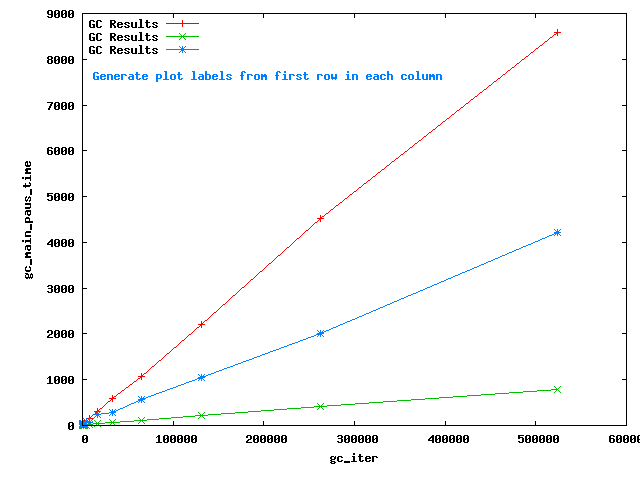 9000
8000
7000
6000
5000
4000
3000
2000
1000
0
GC Results
GC Results
GC Results
Generate plot labels from first row in each column
gc_main_paus_time
0
100000
200000
300000
400000
500000
60000
gc_iter